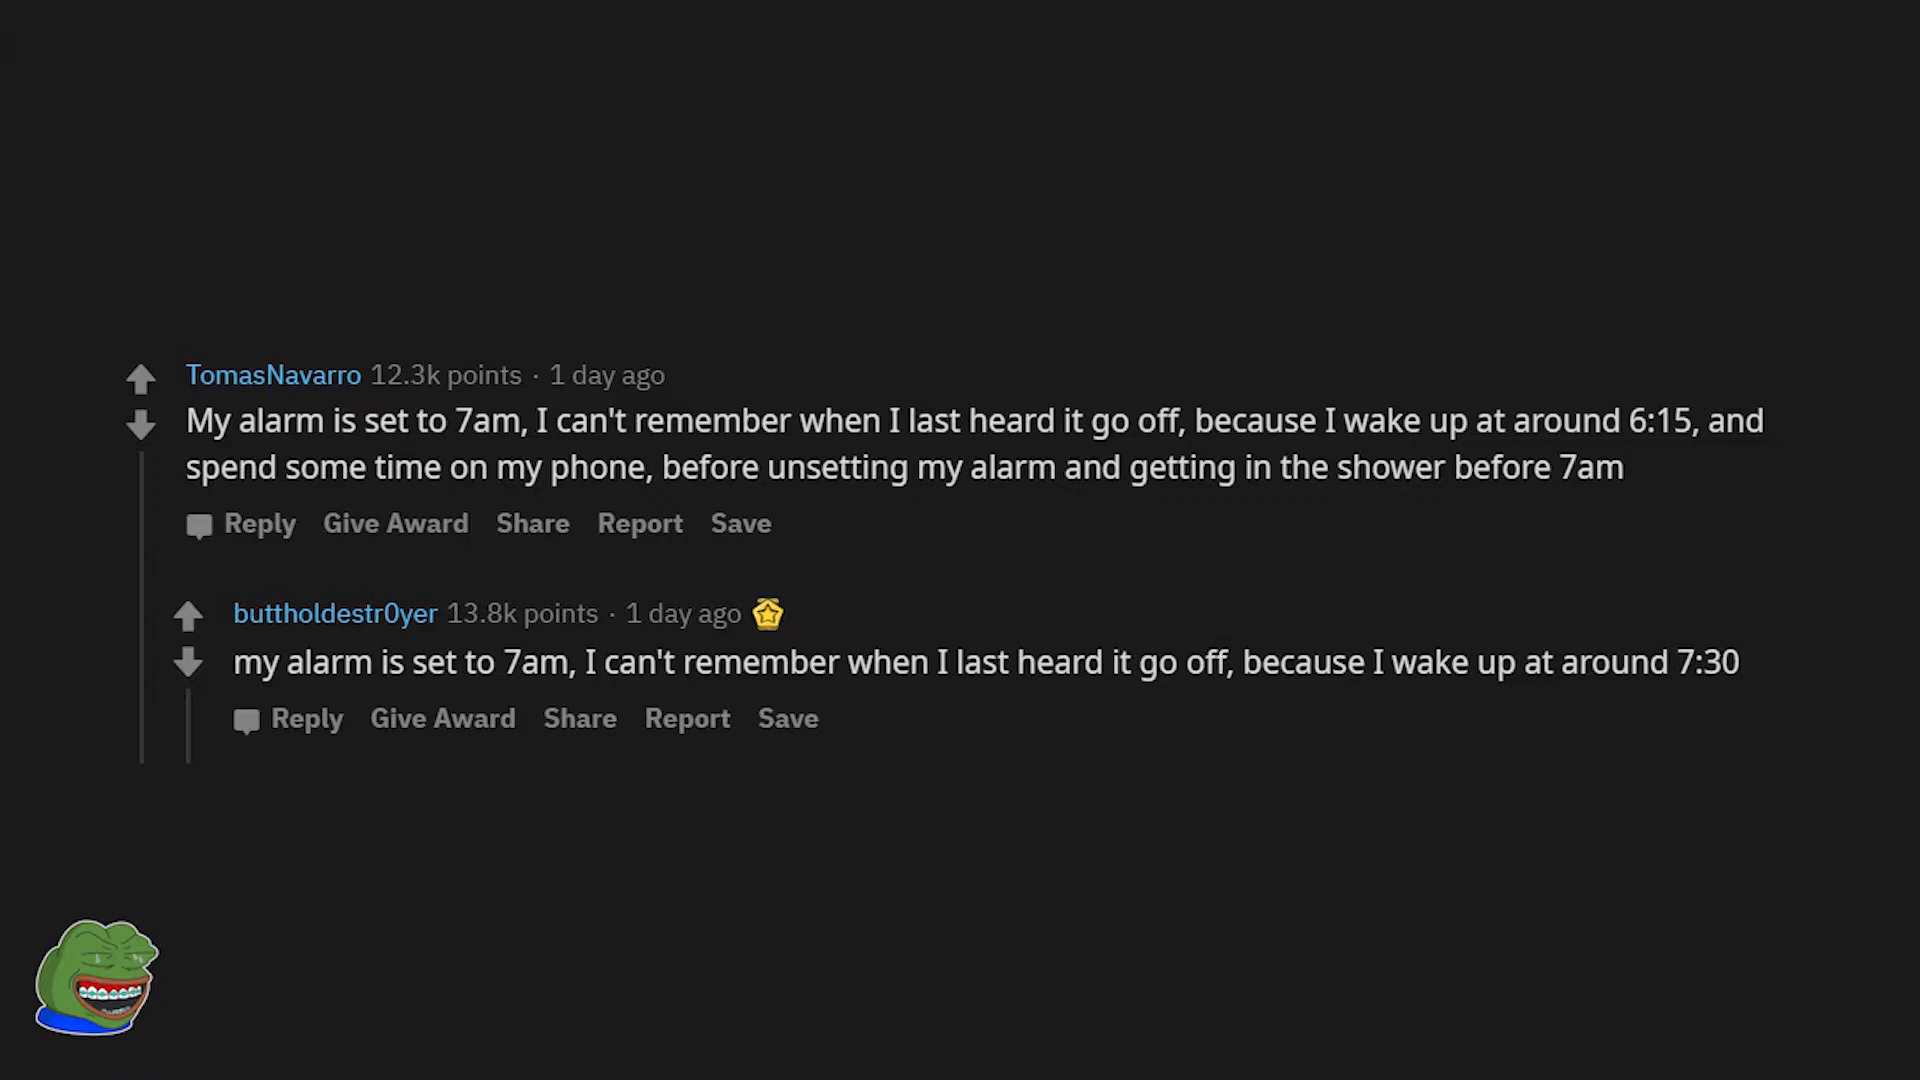 TomasNavarro 12.3k points · 1 day ago
My alarm is set to 7am, I can't remember when I last heard it go off, because I wake up at around 6:15, and
spend some time on my phone, before unsetting my alarm and getting in the shower before 7am
Reply Give Award Share Report Save
buttholdestr0yer 13.8k points · 1 day ago
my alarm is set to 7am, I can't remember when I last heard it go off, because I wake up at around 7:30
Reply Give Award Share Report Save